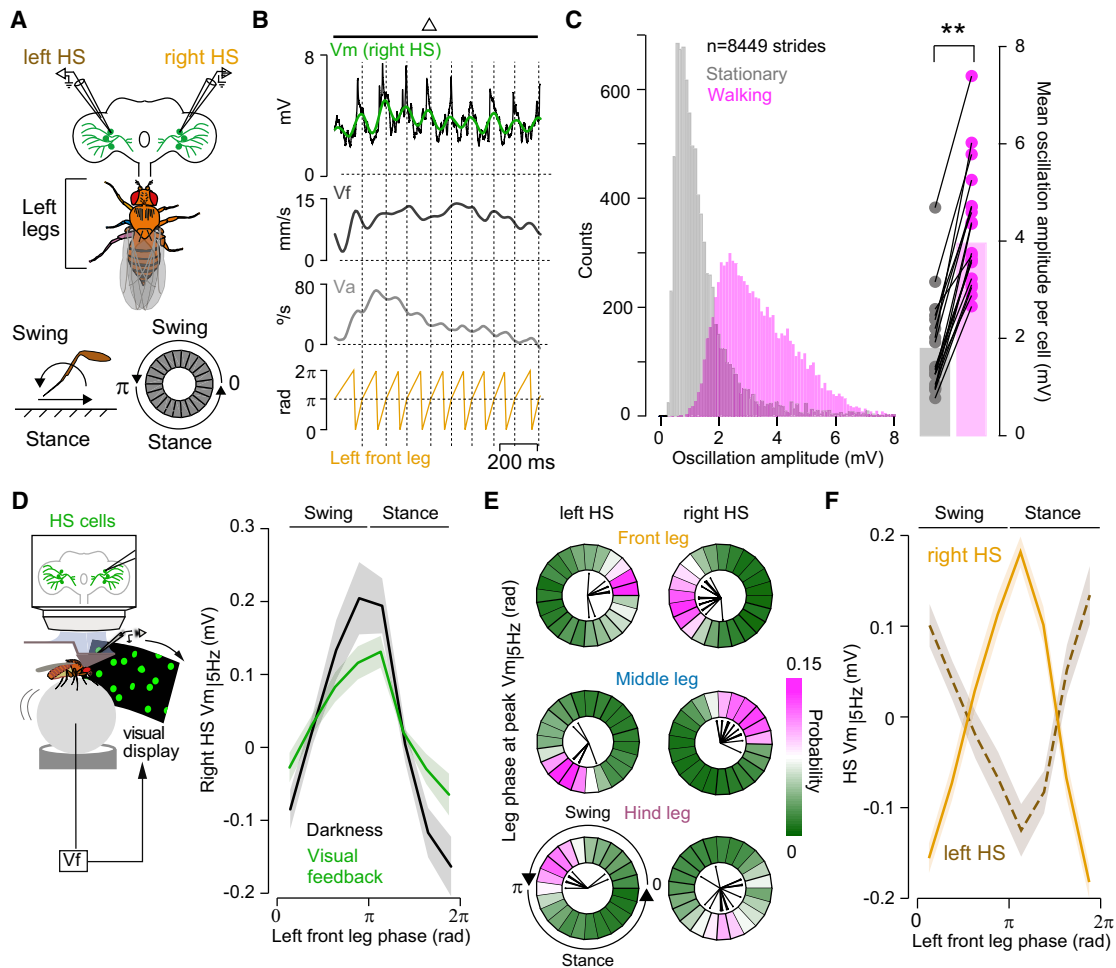 A
left HS
right HS
Left
legs
Swing
Stance
Swing
π
0
Stance
B
△
Vm (right HS)
8
mV
0
Vf
15
mm/s
0
Va
80
º/s
0
2π
rad
π
0
Left front leg
200 ms
C
n=8449 strides
Stationary
Walking
**
600
400
200
0
Counts
0
2
4
6
8
Oscillation amplitude (mV)
8
6
4
2
0
Mean oscillation amplitude per cell (mV)
D
HS cells
visual
display
Vf
Swing
Stance
0.3
0.2
0.1
0
-0.1
-0.2
Right HS Vm|5Hz (mV)
Darkness
Visual
feedback
0
π
2π
Left front leg phase (rad)
E
left HS
right HS
Front leg
Middle leg
Hind leg
Leg phase at peak Vm|5Hz (rad)
Swing
π
0
Stance
0.15
Probability
0
F
Swing
Stance
right HS
left HS
0.2
0.1
0
-0.1
-0.2
HS Vm|5Hz (mV)
0
π
2π
Left front leg phase (rad)